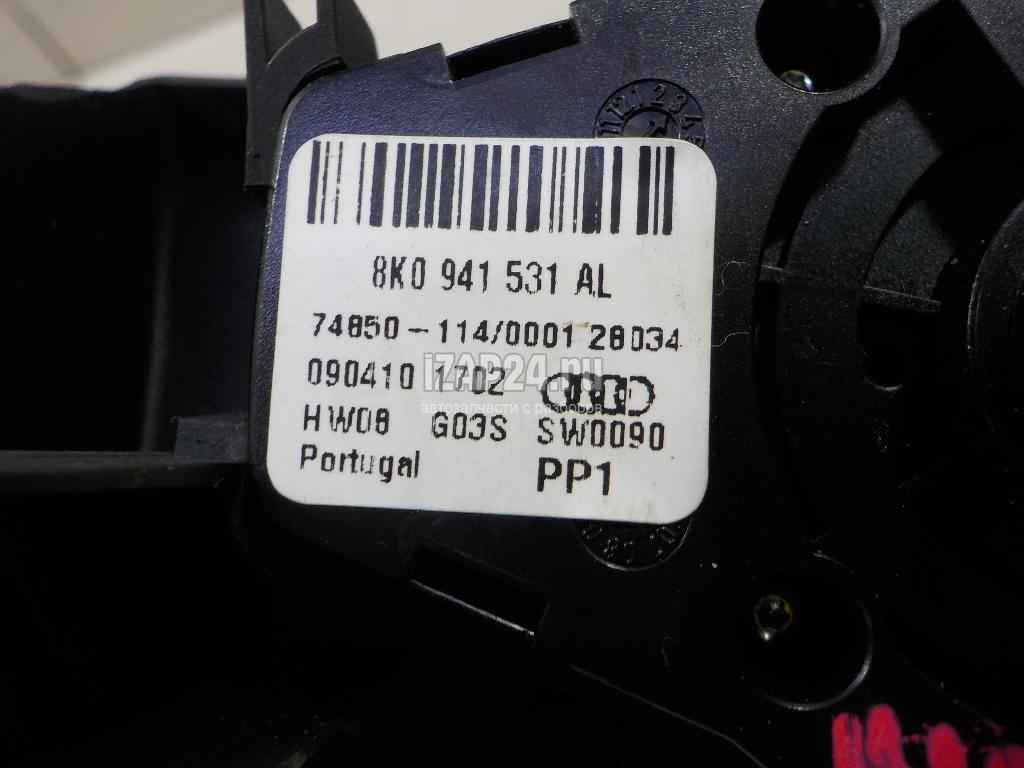 8K0 941 531 AL
74850-114/0001 28034
090410 1702
HW08 G03S SW0090
Portugal PP1
iZAP24.ru
автозапчасти с разборов